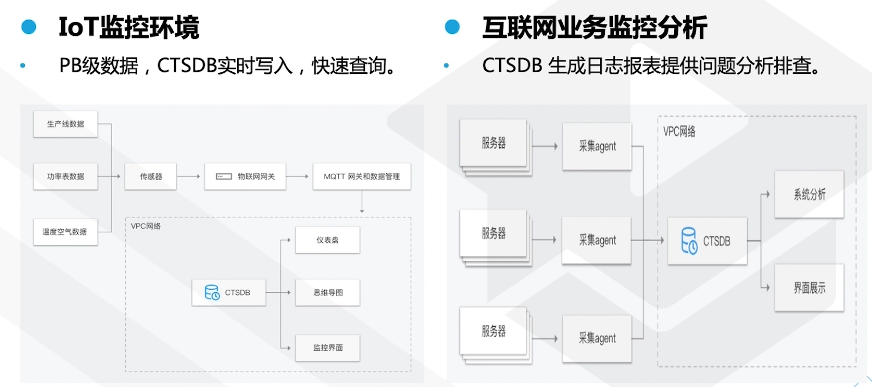 IoT监控环境
PB级数据，CTSDB实时写入，快速查询。
生产线数据
功率表数据
温度空气数据
传感器
物联网网关
MQTT 网关和数据管理
VPC网络
CTSDB
仪表盘
思维导图
监控界面
互联网业务监控分析
CTSDB 生成日志报表提供问题分析排查。
服务器
采集agent
服务器
采集agent
服务器
采集agent
VPC网络
CTSDB
系统分析
界面展示